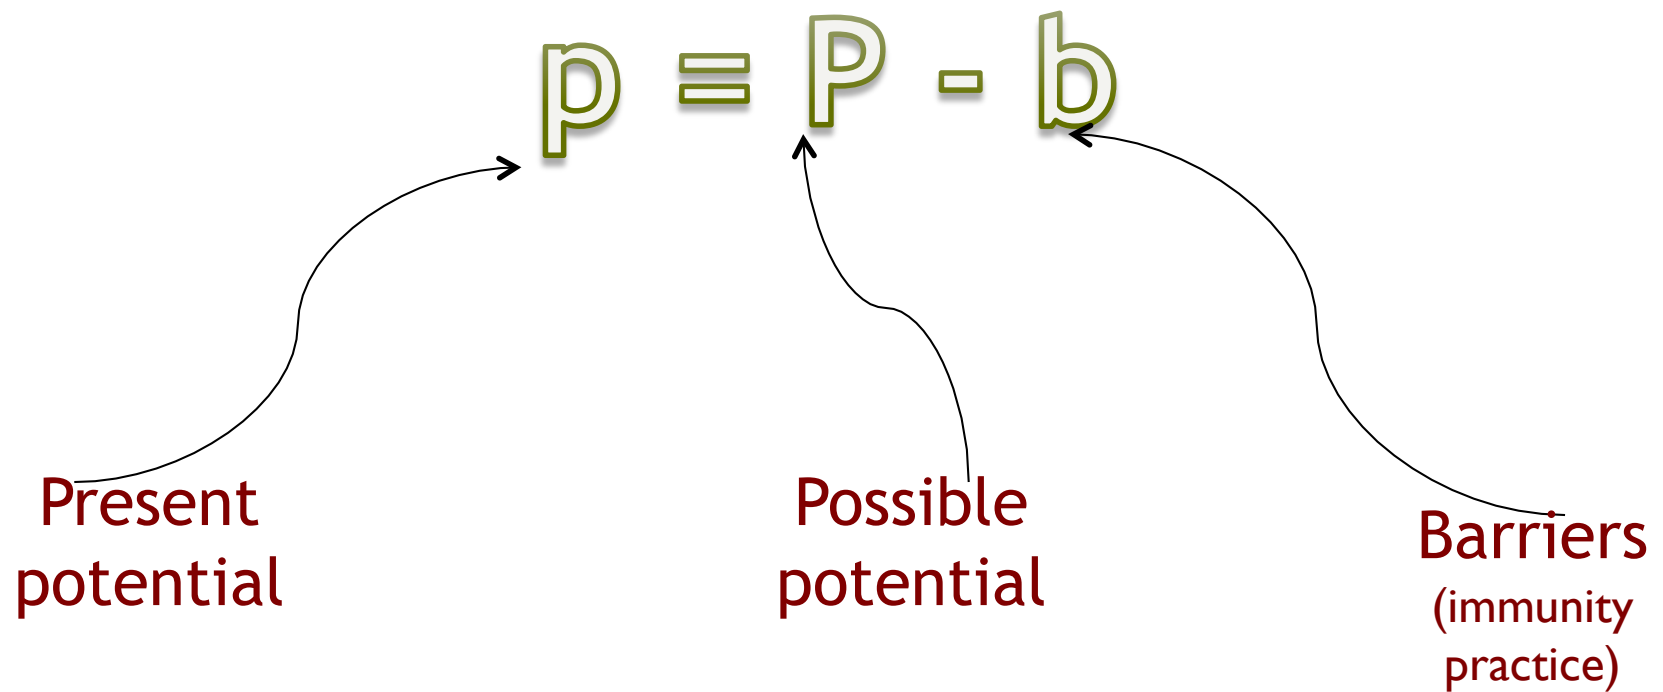 p = P - b
Present
potential
Possible
potential
Barriers
(immunity
practice)